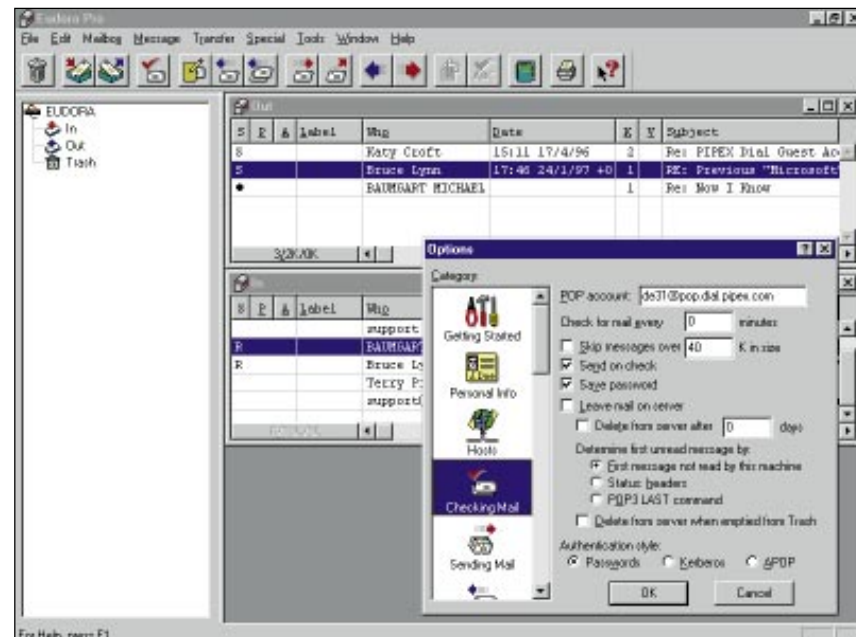 Eudora Pro
File Edit Mailbox Message Transfer Special Tools Window Help
EUDORA
In
Out
Trash
Out
S P A Label Who Date K V Subject
S Katy Croft 15:11 17/4/96 2 Re: PIPEX Dial Guest Ac
S Bruce Lynn 17:46 24/1/97 +0 1 RE: Previous "Microsoft
• BAUMGART MICHAEL 1 Re: Now I Know
3/2K/0K
S P A Label Who
support
R BAUMGART
R Bruce Ly
Terry P
support
Options
Category:
Getting Started
Personal Info
Hosts
Checking Mail
Sending Mail
POP account: de31@pop.dial.pipex.com
Check for mail every 0 minutes
Skip messages over 40 K in size
Send on check
Save password
Leave mail on server
Delete from server after 0 days
Determine first unread message by:
First message not read by this machine
Status: headers
POP3 LAST command
Delete from server when emptied from Trash
Authentication style:
Passwords Kerberos APOP
OK Cancel
For Help, press F1